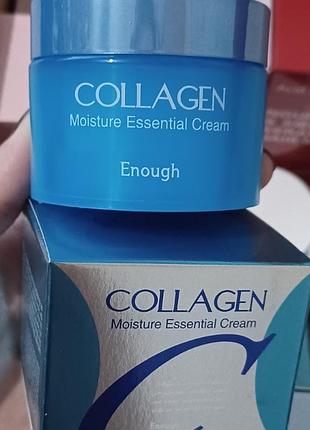 COLLAGEN
Moisture Essential Cream
Enough
COLLAGEN
Moisture Essential Cream